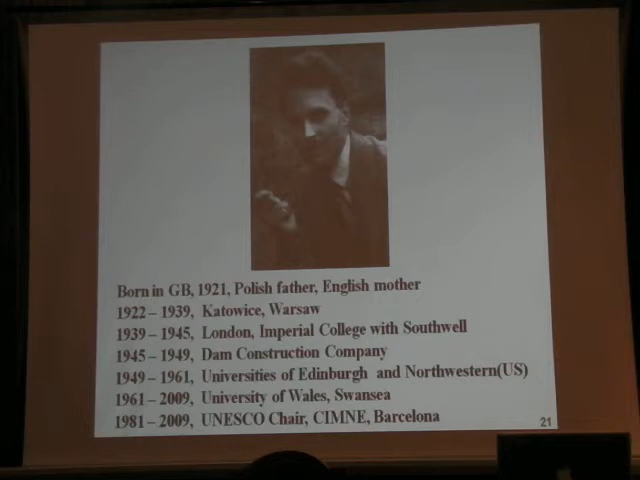 Born in GB, 1921, Polish father, English mother
1922 – 1939, Katowice, Warsaw
1939 – 1945, London, Imperial College with Southwell
1945 – 1949, Dam Construction Company
1949 – 1961, Universities of Edinburgh and Northwestern(US)
1961 – 2009, University of Wales, Swansea
1981 – 2009, UNESCO Chair, CIMNE, Barcelona
21